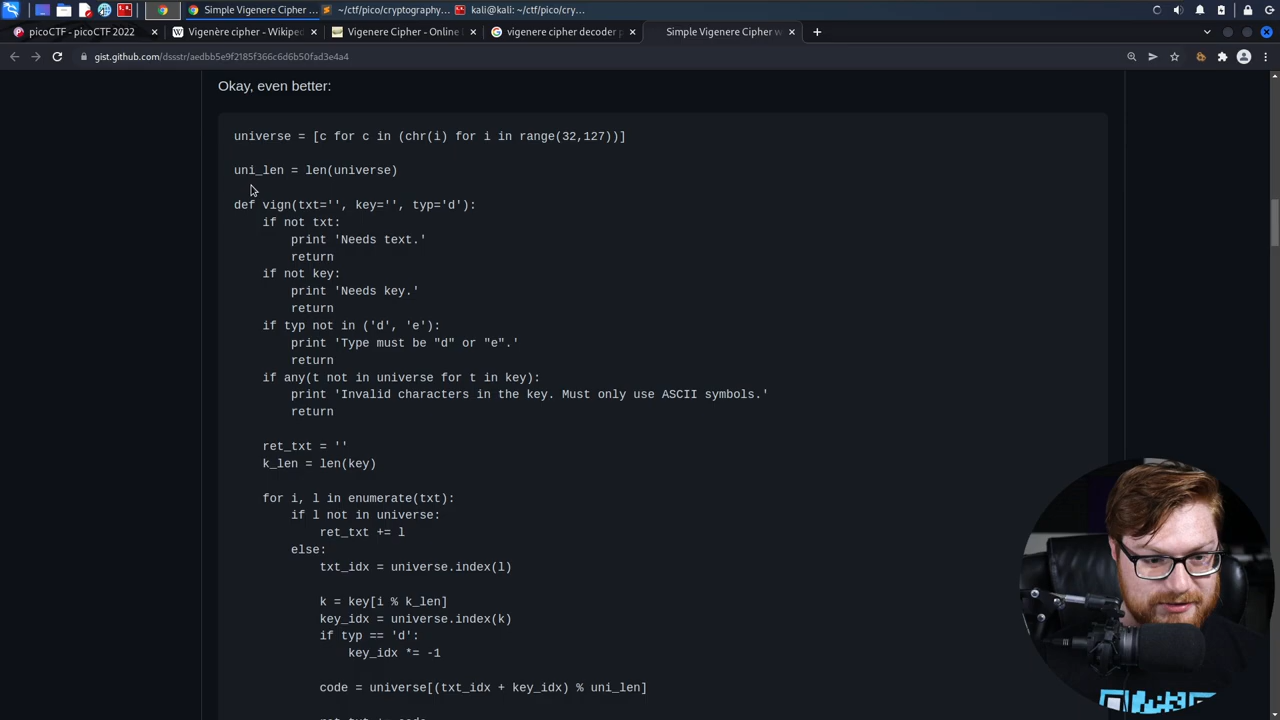 Simple Vigenere Cipher ...
~/ctf/pico/cryptography...
kali@kali: ~/ctf/pico/cry...
picoCTF - picoCTF 2022
Vigenère cipher - Wikiped
Vigenere Cipher - Online
vigenere cipher decoder p
Simple Vigenere Cipher w
gist.github.com/dssstr/aedbb5e9f2185f366c6d6b50fad3e4a4
Okay, even better:
universe = [c for c in (chr(i) for i in range(32,127))]
uni_len = len(universe)
def vign(txt='', key='', typ='d'):
    if not txt:
        print 'Needs text.'
        return
    if not key:
        print 'Needs key.'
        return
    if typ not in ('d', 'e'):
        print 'Type must be "d" or "e".'
        return
    if any(t not in universe for t in key):
        print 'Invalid characters in the key. Must only use ASCII symbols.'
        return
    ret_txt = ''
    k_len = len(key)
    for i, l in enumerate(txt):
        if l not in universe:
            ret_txt += l
        else:
            txt_idx = universe.index(l)
            k = key[i % k_len]
            key_idx = universe.index(k)
            if typ == 'd':
                key_idx *= -1
            code = universe[(txt_idx + key_idx) % uni_len]